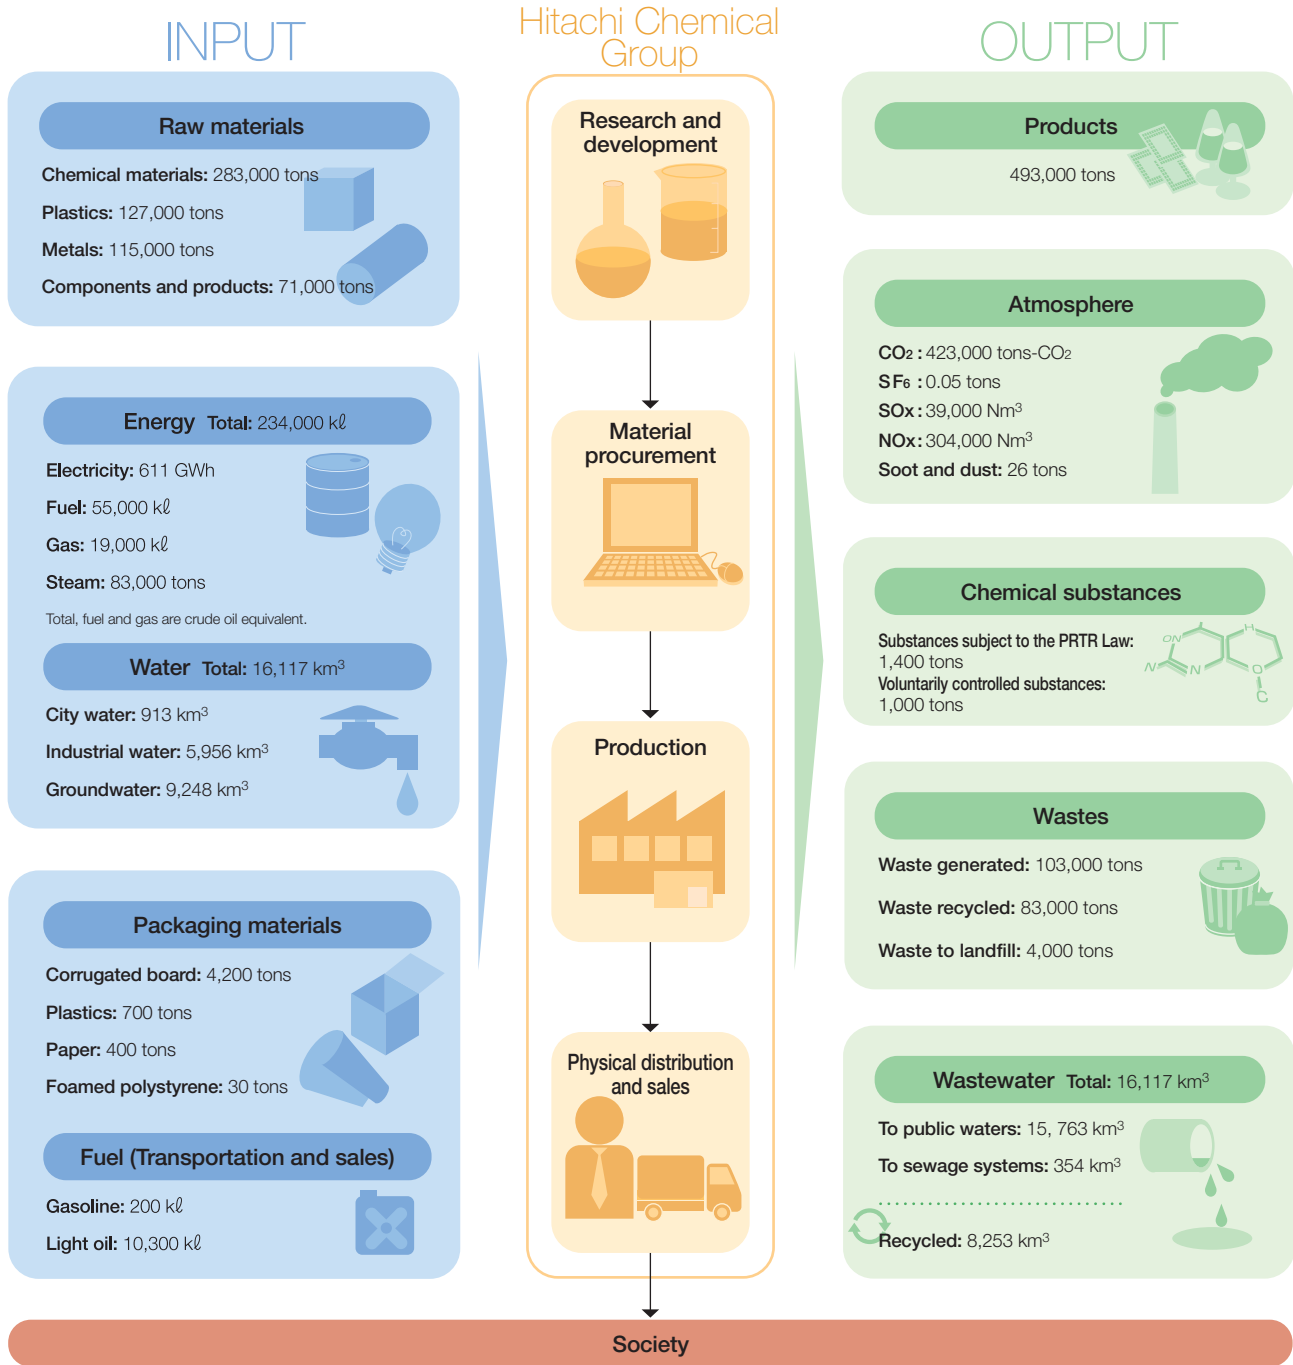 INPUT
Raw materials
Chemical materials: 283,000 tons
Plastics: 127,000 tons
Metals: 115,000 tons
Components and products: 71,000 tons
Energy Total: 234,000 kℓ
Electricity: 611 GWh
Fuel: 55,000 kℓ
Gas: 19,000 kℓ
Steam: 83,000 tons
Total, fuel and gas are crude oil equivalent.
Water Total: 16,117 km³
City water: 913 km³
Industrial water: 5,956 km³
Groundwater: 9,248 km³
Packaging materials
Corrugated board: 4,200 tons
Plastics: 700 tons
Paper: 400 tons
Foamed polystyrene: 30 tons
Fuel (Transportation and sales)
Gasoline: 200 kℓ
Light oil: 10,300 kℓ
Hitachi Chemical
Group
Research and
development
Material
procurement
Production
Physical distribution
and sales
OUTPUT
Products
493,000 tons
Atmosphere
CO₂ : 423,000 tons-CO₂
SF₆ : 0.05 tons
SOx : 39,000 Nm³
NOx : 304,000 Nm³
Soot and dust: 26 tons
Chemical substances
Substances subject to the PRTR Law:
1,400 tons
Voluntarily controlled substances:
1,000 tons
ON
H
N
N
O
C
Wastes
Waste generated: 103,000 tons
Waste recycled: 83,000 tons
Waste to landfill: 4,000 tons
Wastewater Total: 16,117 km³
To public waters: 15, 763 km³
To sewage systems: 354 km³
Recycled: 8,253 km³
Society